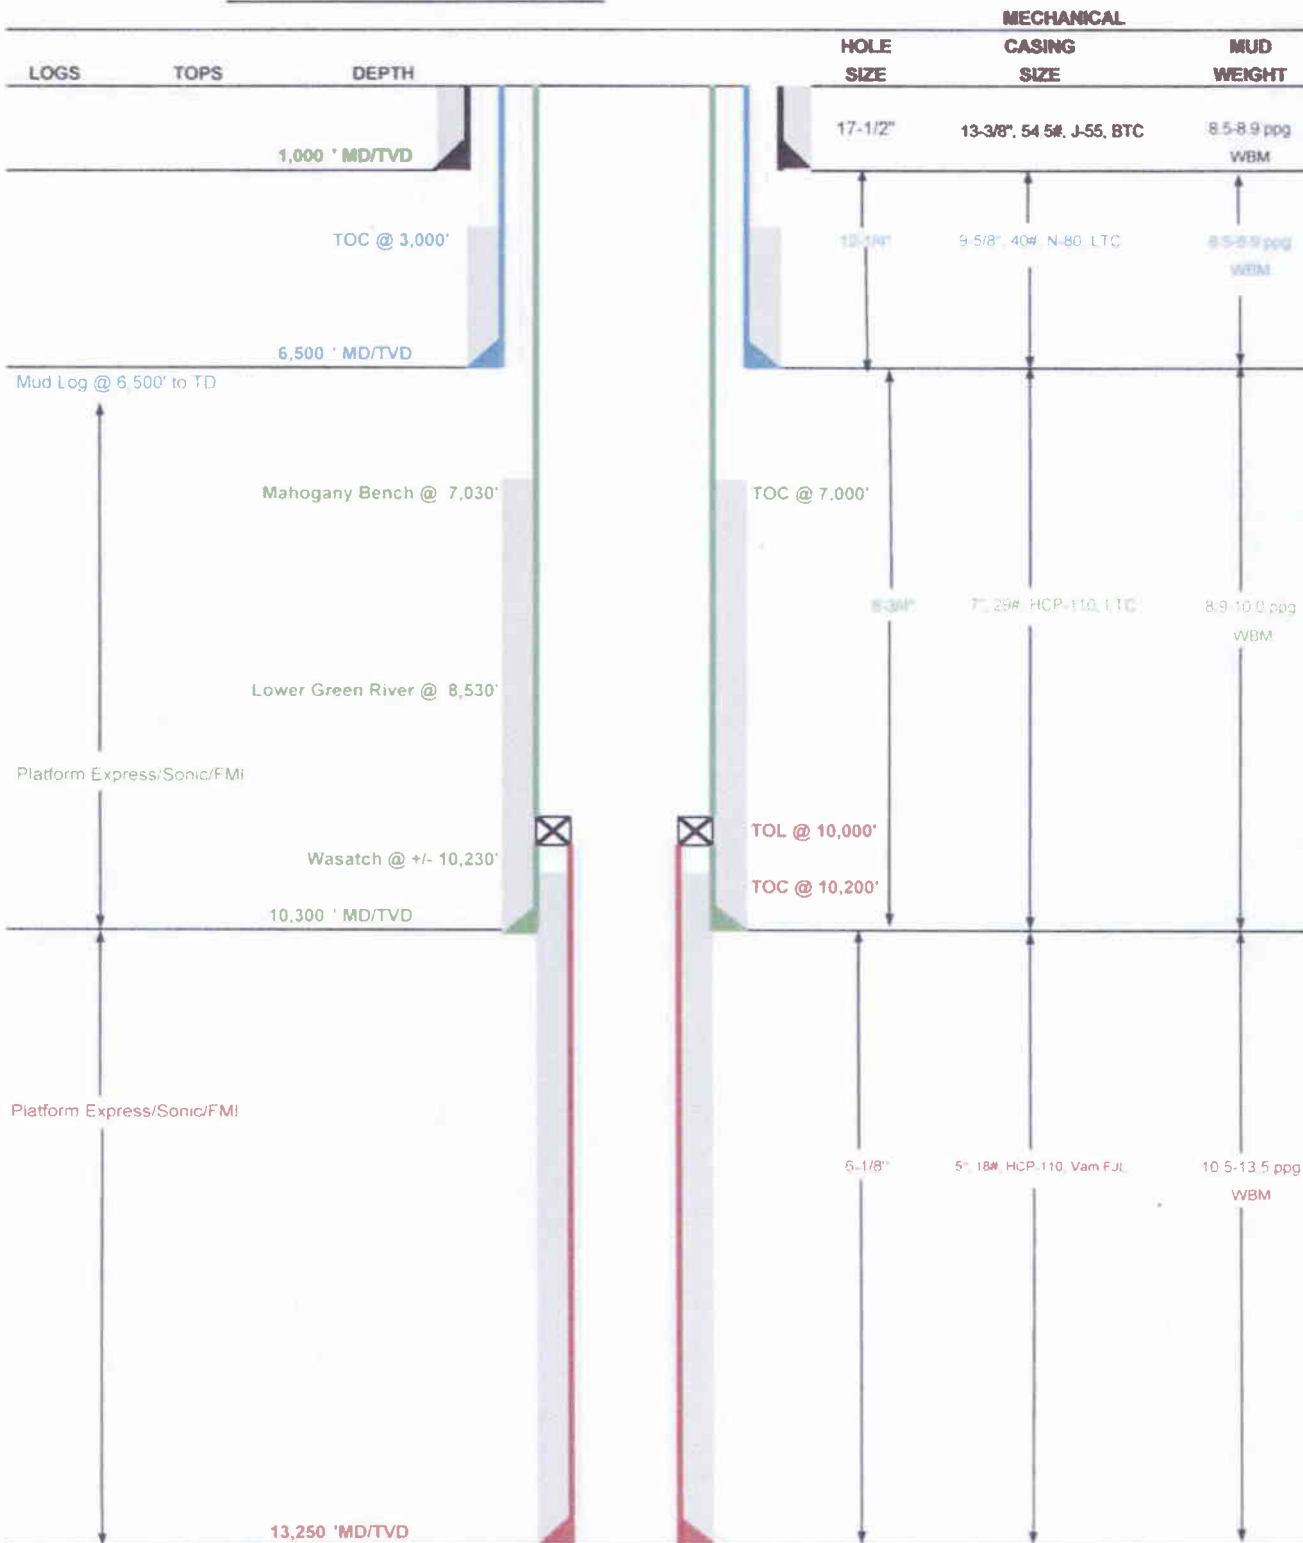 MECHANICAL
HOLE SIZE CASING SIZE MUD WEIGHT
LOGS TOPS DEPTH
17-1/2" 13-3/8", 54.5#, J-55, BTC 8.5-8.9 ppg
WBM
1,000 ' MD/TVD
TOC @ 3,000'
12-1/4" 9-5/8", 40#, N-80, LTC 8.5-8.9 ppg
WBM
6,500 ' MD/TVD
Mud Log @ 6,500' to TD
Mahogany Bench @ 7,030' TOC @ 7,000'
8-3/4" 7", 29#, HCP-110, LTC 8.9-10.0 ppg
WBM
Lower Green River @ 8,530'
Platform Express/Sonic/FMI
TOL @ 10,000'
Wasatch @ +/- 10,230'
TOC @ 10,200'
10,300 ' MD/TVD
Platform Express/Sonic/FMI
6-1/8" 5", 18#, HCP-110, Vam FJL 10.5-13.5 ppg
WBM
13,250 'MD/TVD